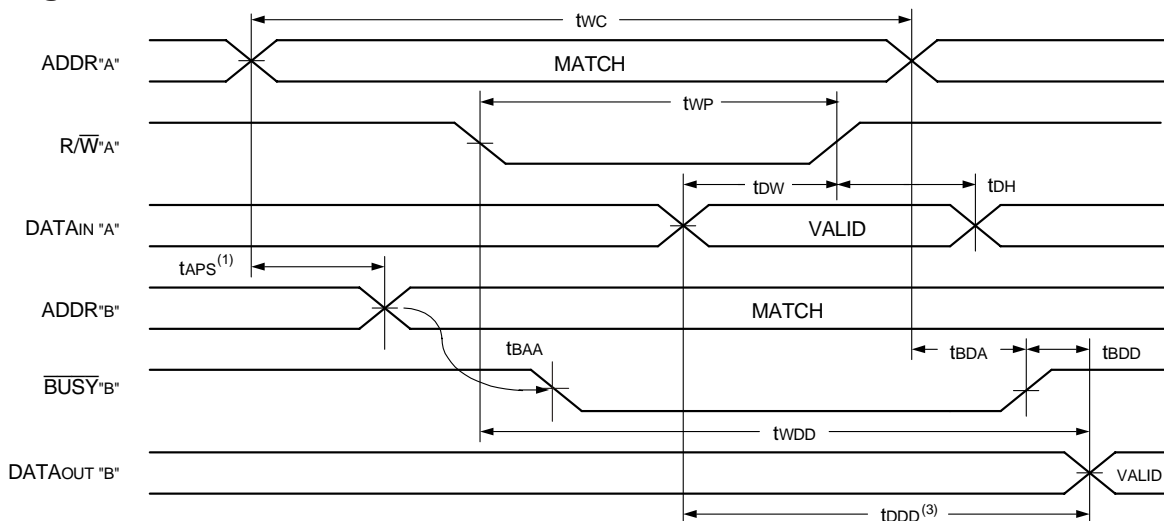 tWC
ADDR"A"
MATCH
tWP
R/W"A"
tDW
tDH
DATAIN "A"
VALID
tAPS(1)
ADDR"B"
MATCH
tBAA
tBDA
tBDD
BUSY"B"
tWDD
DATAOUT "B"
VALID
tDDD(3)